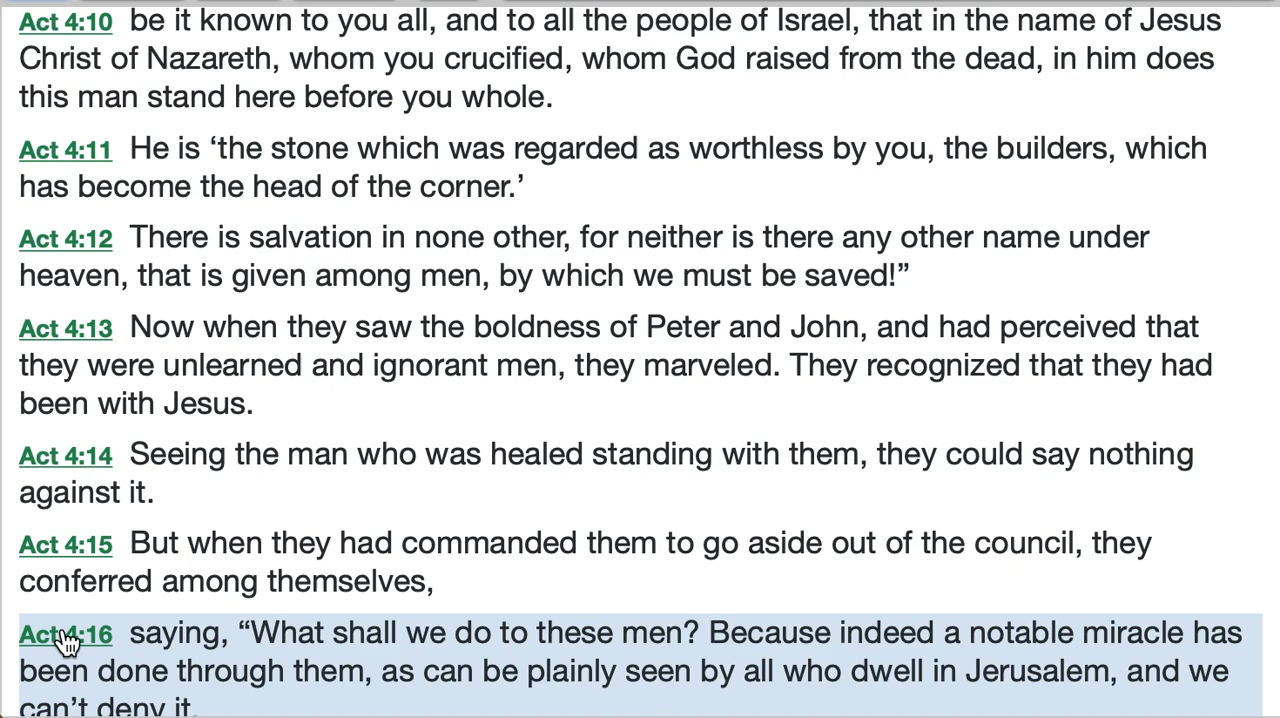 Act 4:10 be it known to you all, and to all the people of Israel, that in the name of Jesus
Christ of Nazareth, whom you crucified, whom God raised from the dead, in him does
this man stand here before you whole.
Act 4:11 He is ‘the stone which was regarded as worthless by you, the builders, which
has become the head of the corner.’
Act 4:12 There is salvation in none other, for neither is there any other name under
heaven, that is given among men, by which we must be saved!”
Act 4:13 Now when they saw the boldness of Peter and John, and had perceived that
they were unlearned and ignorant men, they marveled. They recognized that they had
been with Jesus.
Act 4:14 Seeing the man who was healed standing with them, they could say nothing
against it.
Act 4:15 But when they had commanded them to go aside out of the council, they
conferred among themselves,
Act 4:16 saying, “What shall we do to these men? Because indeed a notable miracle has
been done through them, as can be plainly seen by all who dwell in Jerusalem, and we
can’t deny it.